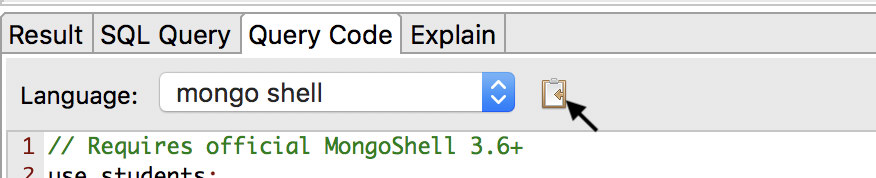 Result SQL Query Query Code Explain
Language: mongo shell
1 // Requires official MongoShell 3.6+
2 use students;